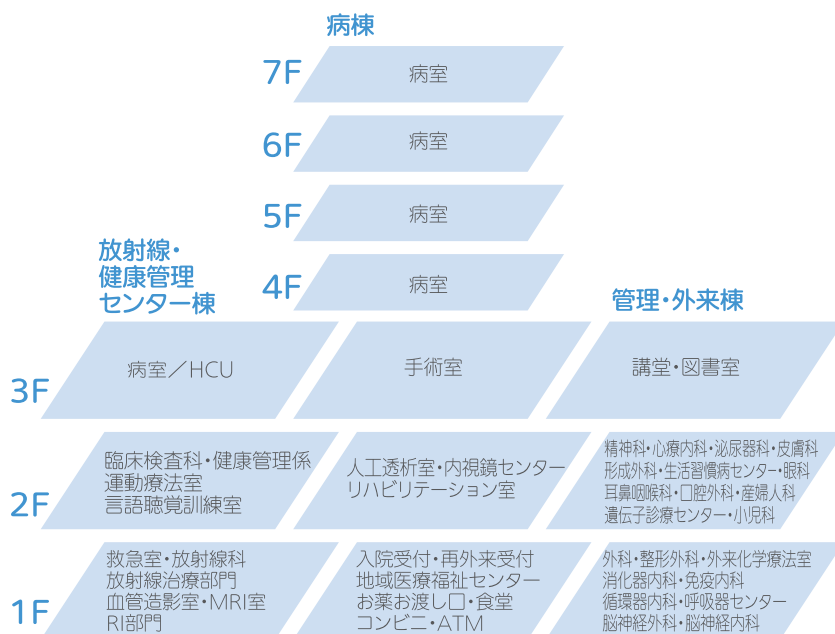 病棟
7F
病室
6F
病室
5F
病室
放射線・
健康管理
センター棟
4F
病室
管理・外来棟
3F
病室／HCU
手術室
講堂・図書室
2F
臨床検査科・健康管理係
運動療法室
言語聴覚訓練室
人工透析室・内視鏡センター
リハビリテーション室
精神科・心療内科・泌尿器科・皮膚科
形成外科・生活習慣病センター・眼科
耳鼻咽喉科・口腔外科・産婦人科
遺伝子診療センター・小児科
1F
救急室・放射線科
放射線治療部門
血管造影室・MRI室
RI部門
入院受付・再外来受付
地域医療福祉センター
お薬お渡し口・食堂
コンビニ・ATM
外科・整形外科・外来化学療法室
消化器内科・免疫内科
循環器内科・呼吸器センター
脳神経外科・脳神経内科